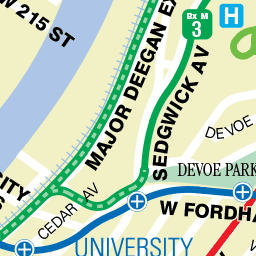 W 215 ST
Bx M
3
H
MAJOR DEEGAN EX
SEDGWICK AV
DEVOE
DEVOE PARK
CEDAR AV
W FORDHA
UNIVERSITY